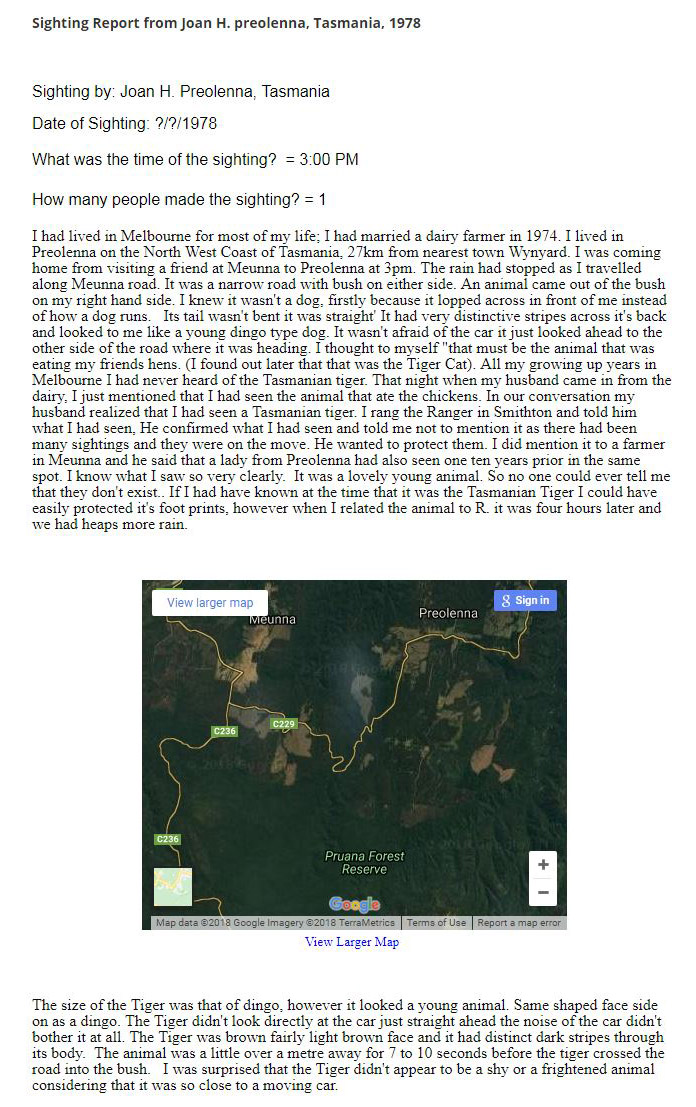 Sighting Report from Joan H. preolenna, Tasmania, 1978
Sighting by: Joan H. Preolenna, Tasmania
Date of Sighting: ?/?/1978
What was the time of the sighting?  = 3:00 PM
How many people made the sighting? = 1
I had lived in Melbourne for most of my life; I had married a dairy farmer in 1974. I lived in
Preolenna on the North West Coast of Tasmania, 27km from nearest town Wynyard. I was coming
home from visiting a friend at Meunna to Preolenna at 3pm. The rain had stopped as I travelled
along Meunna road. It was a narrow road with bush on either side. An animal came out of the bush
on my right hand side. I knew it wasn't a dog, firstly because it lopped across in front of me instead
of how a dog runs.   Its tail wasn't bent it was straight' It had very distinctive stripes across it's back
and looked to me like a young dingo type dog. It wasn't afraid of the car it just looked ahead to the
other side of the road where it was heading. I thought to myself "that must be the animal that was
eating my friends hens. (I found out later that that was the Tiger Cat). All my growing up years in
Melbourne I had never heard of the Tasmanian tiger. That night when my husband came in from the
dairy, I just mentioned that I had seen the animal that ate the chickens. In our conversation my
husband realized that I had seen a Tasmanian tiger. I rang the Ranger in Smithton and told him
what I had seen, He confirmed what I had seen and told me not to mention it as there had been
many sightings and they were on the move. He wanted to protect them. I did mention it to a farmer
in Meunna and he said that a lady from Preolenna had also seen one ten years prior in the same
spot. I know what I saw so very clearly.  It was a lovely young animal. So no one could ever tell me
that they don't exist.. If I had have known at the time that it was the Tasmanian Tiger I could have
easily protected it's foot prints, however when I related the animal to R. it was four hours later and
we had heaps more rain.
View larger map
Sign in
Meunna
Preolenna
C236
C229
C236
Pruana Forest
Reserve
+
−
Google
Map data ©2018 Google Imagery ©2018 TerraMetrics Terms of Use Report a map error
View Larger Map
The size of the Tiger was that of dingo, however it looked a young animal. Same shaped face side
on as a dingo. The Tiger didn't look directly at the car just straight ahead the noise of the car didn't
bother it at all. The Tiger was brown fairly light brown face and it had distinct dark stripes through
its body.  The animal was a little over a metre away for 7 to 10 seconds before the tiger crossed the
road into the bush.   I was surprised that the Tiger didn't appear to be a shy or a frightened animal
considering that it was so close to a moving car.